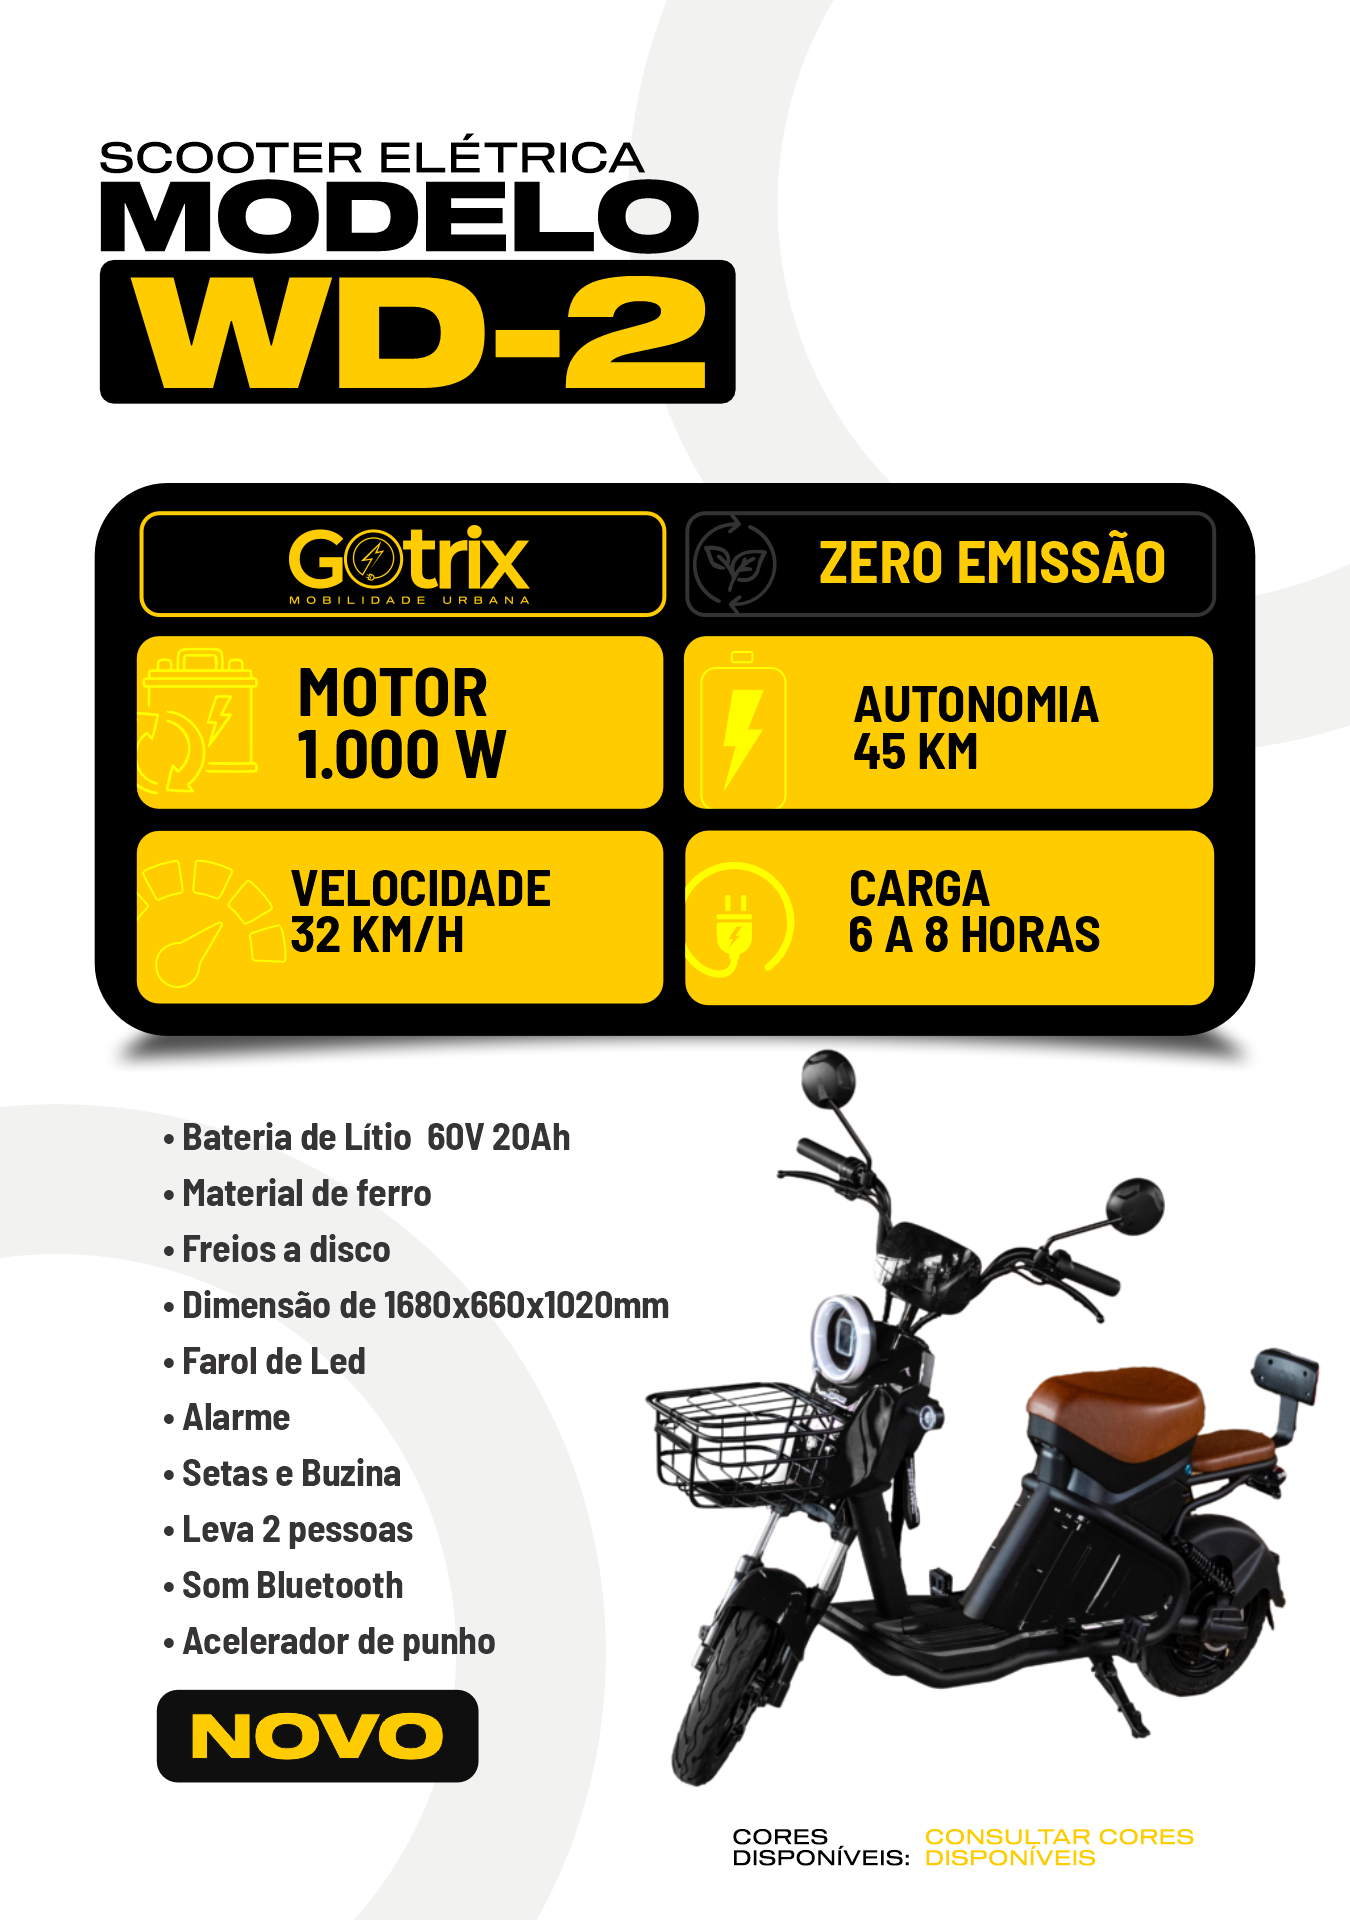 SCOOTER ELÉTRICA
MODELO
WD-2
Gotrix
MOBILIDADE URBANA
ZERO EMISSÃO
MOTOR
1.000 W
AUTONOMIA
45 KM
VELOCIDADE
32 KM/H
CARGA
6 A 8 HORAS
• Bateria de Lítio  60V 20Ah
• Material de ferro
• Freios a disco
• Dimensão de 1680x660x1020mm
• Farol de Led
• Alarme
• Setas e Buzina
• Leva 2 pessoas
• Som Bluetooth
• Acelerador de punho
NOVO
CORES
DISPONÍVEIS:
CONSULTAR CORES
DISPONÍVEIS